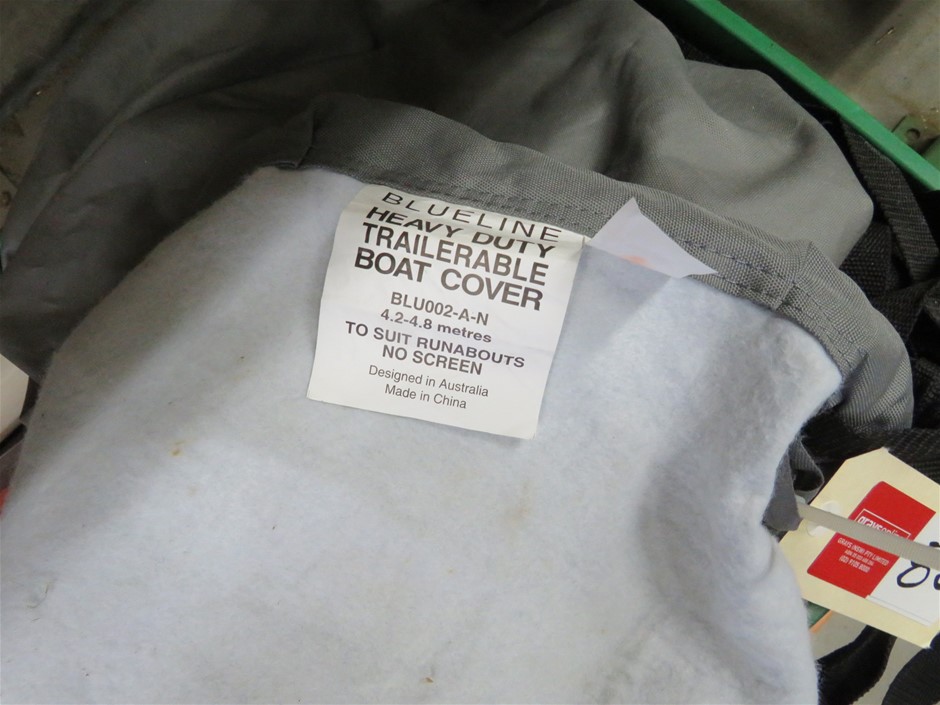 BLUELINE
HEAVY DUTY
TRAILERABLE
BOAT COVER
BLU002-A-N
4.2-4.8 metres
TO SUIT RUNABOUTS
NO SCREEN
Designed in Australia
Made in China